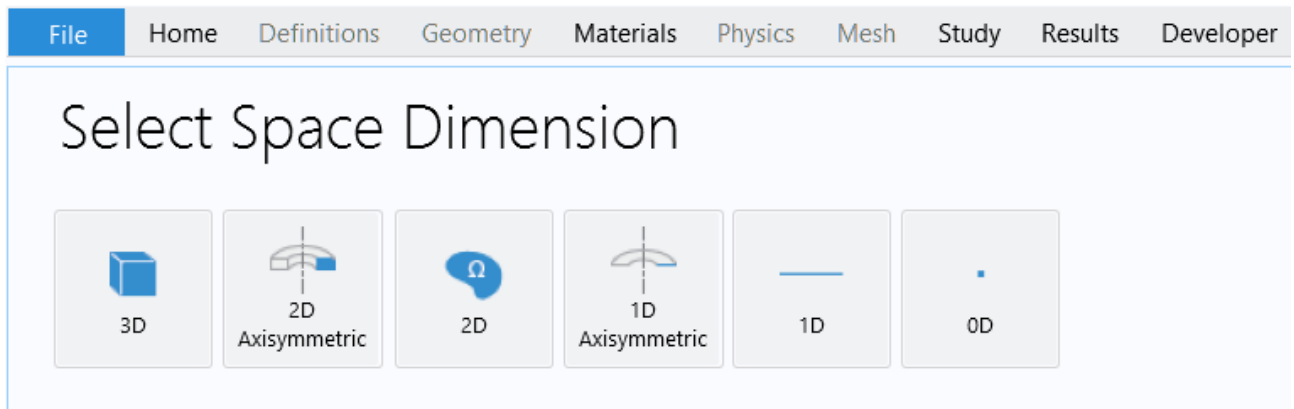 File Home Definitions Geometry Materials Physics Mesh Study Results Developer
Select Space Dimension
3D
2D
Axisymmetric
Ω
2D
1D
Axisymmetric
1D
0D